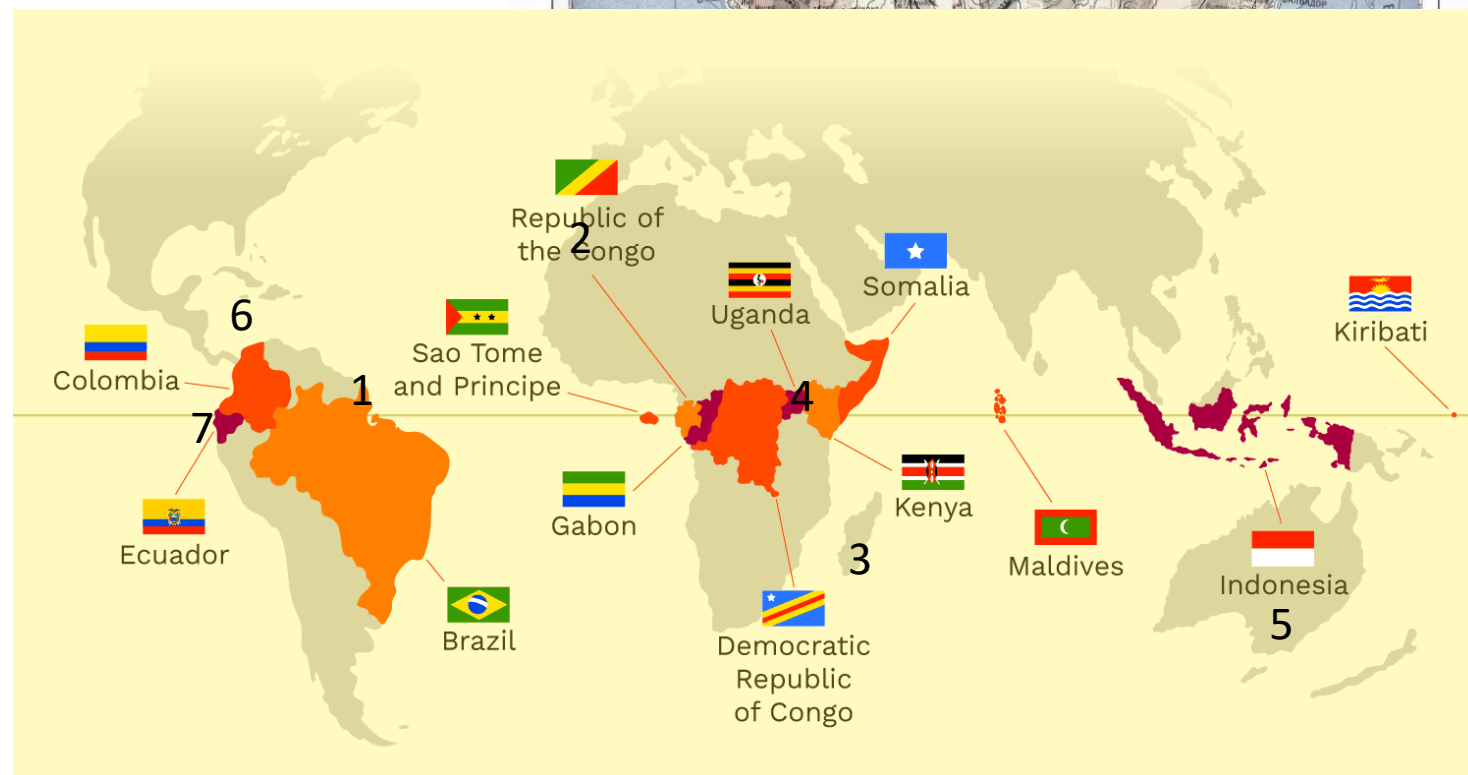 Republic of
the Congo
2
Somalia
Uganda
Kiribati
6
Colombia
Sao Tome
and Principe
1
4
7
Kenya
Gabon
Ecuador
3
Maldives
Indonesia
5
Brazil
Democratic
Republic
of Congo